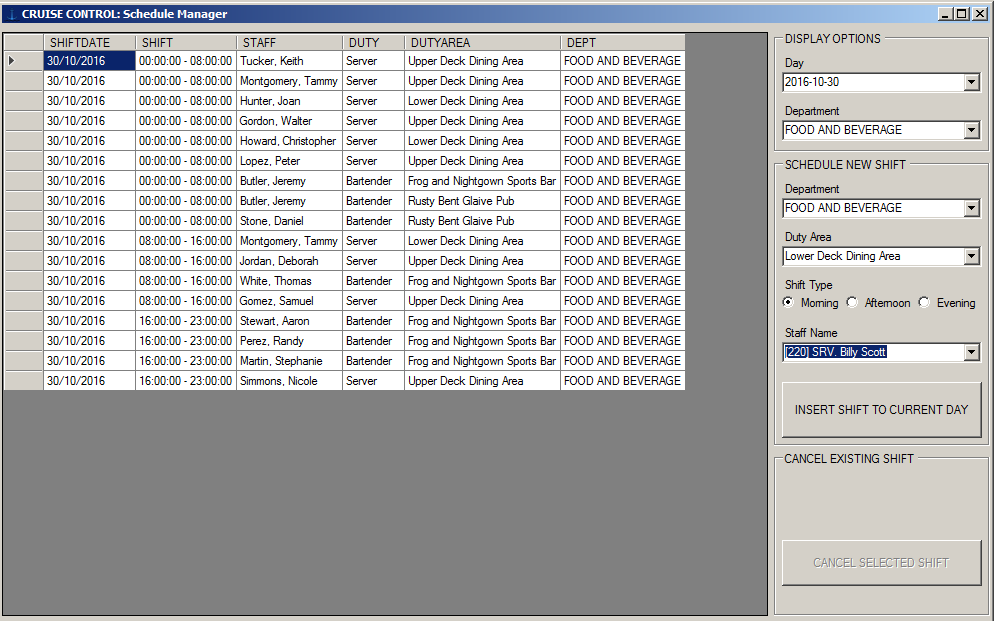 CRUISE CONTROL: Schedule Manager
SHIFTDATE SHIFT STAFF DUTY DUTYAREA DEPT
30/10/2016 00:00:00 - 08:00:00 Tucker, Keith Server Upper Deck Dining Area FOOD AND BEVERAGE
30/10/2016 00:00:00 - 08:00:00 Montgomery, Tammy Server Upper Deck Dining Area FOOD AND BEVERAGE
30/10/2016 00:00:00 - 08:00:00 Hunter, Joan Server Lower Deck Dining Area FOOD AND BEVERAGE
30/10/2016 00:00:00 - 08:00:00 Gordon, Walter Server Upper Deck Dining Area FOOD AND BEVERAGE
30/10/2016 00:00:00 - 08:00:00 Howard, Christopher Server Lower Deck Dining Area FOOD AND BEVERAGE
30/10/2016 00:00:00 - 08:00:00 Lopez, Peter Server Upper Deck Dining Area FOOD AND BEVERAGE
30/10/2016 00:00:00 - 08:00:00 Butler, Jeremy Bartender Frog and Nightgown Sports Bar FOOD AND BEVERAGE
30/10/2016 00:00:00 - 08:00:00 Butler, Jeremy Bartender Rusty Bent Glaive Pub FOOD AND BEVERAGE
30/10/2016 00:00:00 - 08:00:00 Stone, Daniel Bartender Rusty Bent Glaive Pub FOOD AND BEVERAGE
30/10/2016 08:00:00 - 16:00:00 Montgomery, Tammy Server Lower Deck Dining Area FOOD AND BEVERAGE
30/10/2016 08:00:00 - 16:00:00 Jordan, Deborah Server Upper Deck Dining Area FOOD AND BEVERAGE
30/10/2016 08:00:00 - 16:00:00 White, Thomas Bartender Frog and Nightgown Sports Bar FOOD AND BEVERAGE
30/10/2016 08:00:00 - 16:00:00 Gomez, Samuel Server Upper Deck Dining Area FOOD AND BEVERAGE
30/10/2016 16:00:00 - 23:00:00 Stewart, Aaron Bartender Frog and Nightgown Sports Bar FOOD AND BEVERAGE
30/10/2016 16:00:00 - 23:00:00 Perez, Randy Bartender Frog and Nightgown Sports Bar FOOD AND BEVERAGE
30/10/2016 16:00:00 - 23:00:00 Martin, Stephanie Bartender Frog and Nightgown Sports Bar FOOD AND BEVERAGE
30/10/2016 16:00:00 - 23:00:00 Simmons, Nicole Server Upper Deck Dining Area FOOD AND BEVERAGE
DISPLAY OPTIONS
Day
2016-10-30
Department
FOOD AND BEVERAGE
SCHEDULE NEW SHIFT
Department
FOOD AND BEVERAGE
Duty Area
Lower Deck Dining Area
Shift Type
Morning Afternoon Evening
Staff Name
[220] SRV. Billy Scott
INSERT SHIFT TO CURRENT DAY
CANCEL EXISTING SHIFT
CANCEL SELECTED SHIFT